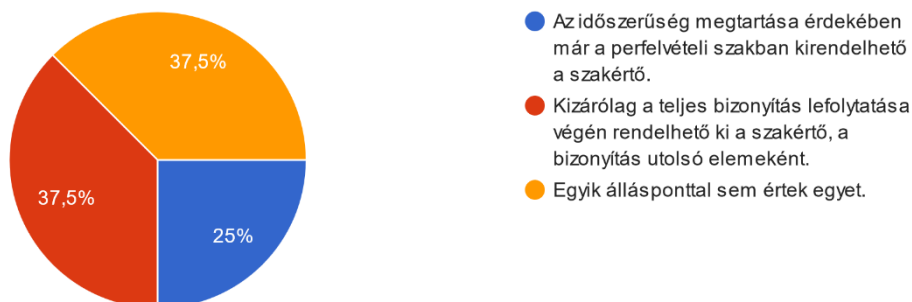 37,5%
37,5%
25%
Az időszerűség megtartása érdekében
már a perfelvételi szakban kirendelhető
a szakértő.
Kizárólag a teljes bizonyítás lefolytatása
végén rendelhető ki a szakértő, a
bizonyítás utolsó elemeként.
Egyik állásponttal sem értek egyet.